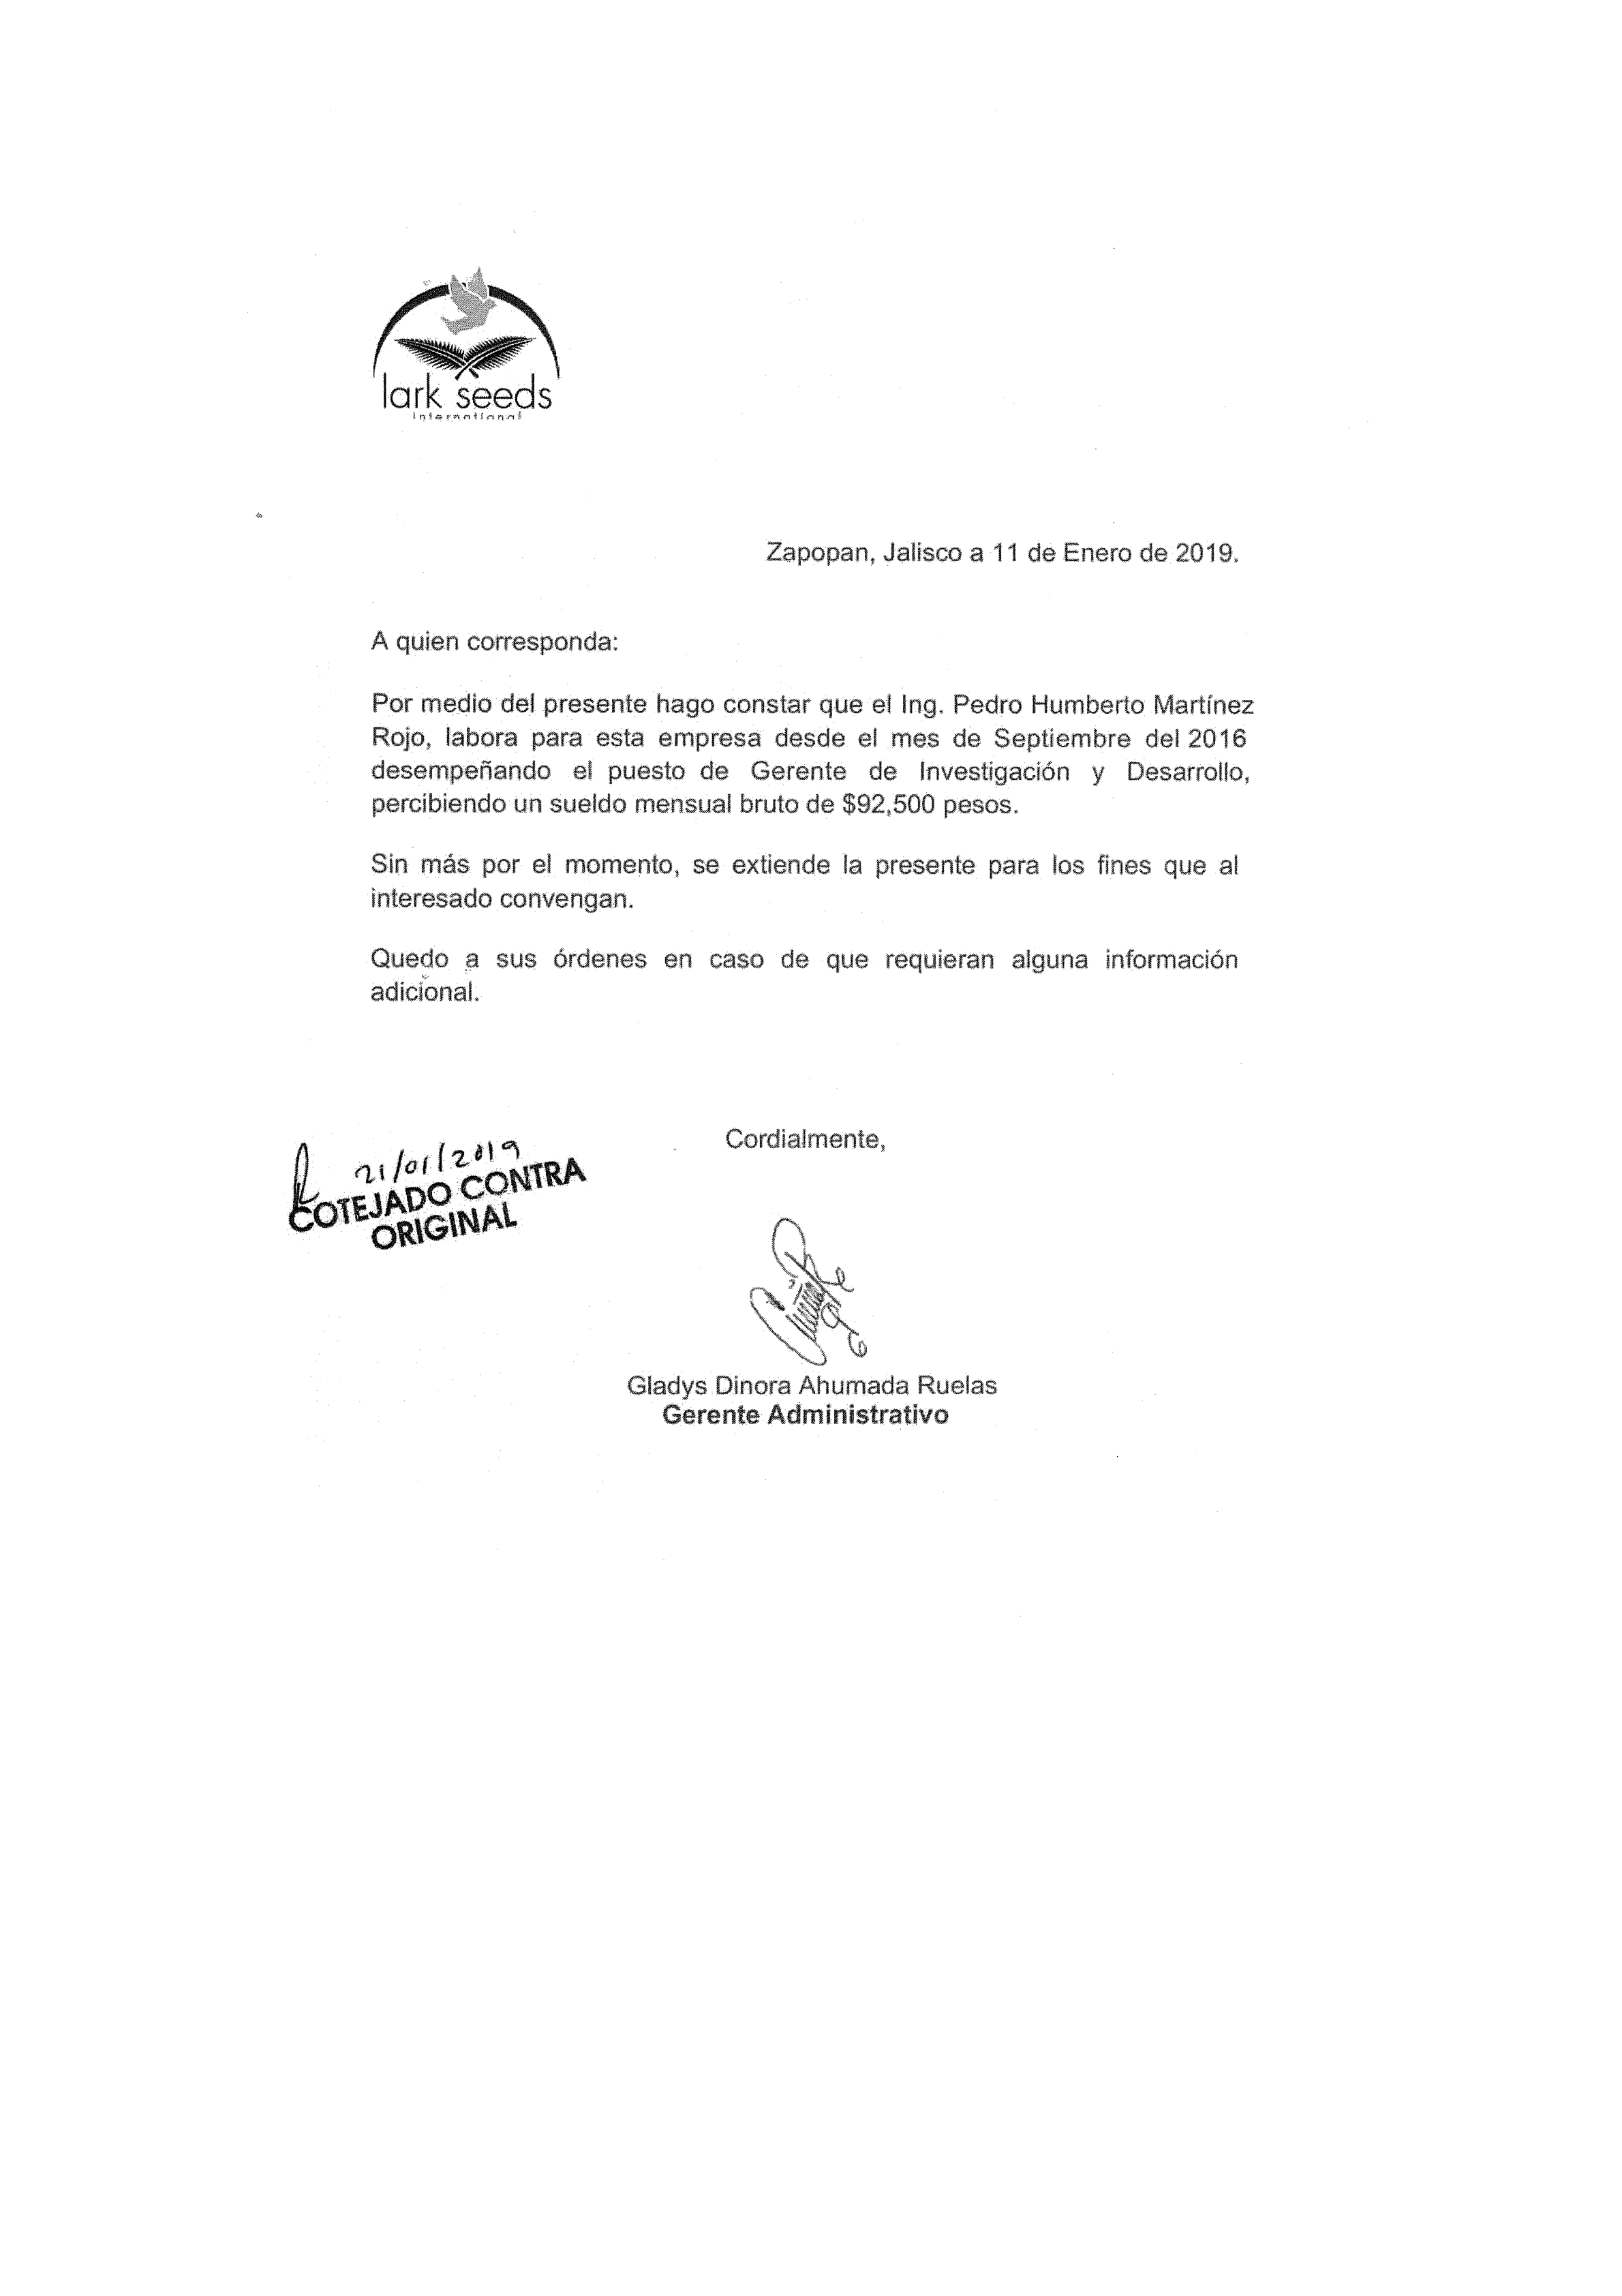 lark seeds
international
Zapopan, Jalisco a 11 de Enero de 2019.
A quien corresponda:
Por medio del presente hago constar que el Ing. Pedro Humberto Martínez
Rojo, labora para esta empresa desde el mes de Septiembre del 2016
desempeñando el puesto de Gerente de Investigación y Desarrollo,
percibiendo un sueldo mensual bruto de $92,500 pesos.
Sin más por el momento, se extiende la presente para los fines que al
interesado convengan.
Quedo a sus órdenes en caso de que requieran alguna información
adicional.
Cordialmente,
21/01/2019
COTEJADO CONTRA
ORIGINAL
Gladys Dinora Ahumada Ruelas
Gerente Administrativo